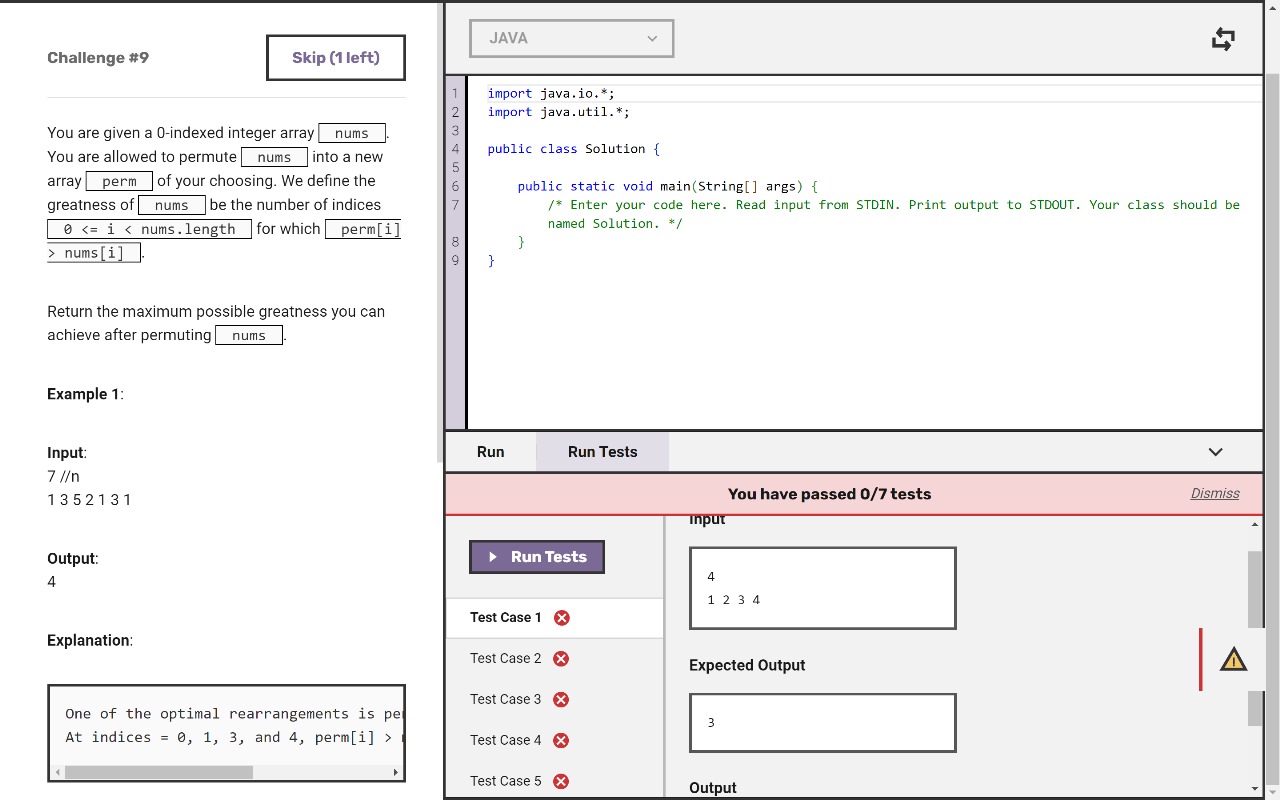 Challenge #9
Skip (1 left)
You are given a 0-indexed integer array nums.
You are allowed to permute nums into a new
array perm of your choosing. We define the
greatness of nums be the number of indices
0 <= i < nums.length for which perm[i]
> nums[i].
Return the maximum possible greatness you can
achieve after permuting nums.
Example 1:
Input:
7 //n
1 3 5 2 1 3 1
Output:
4
Explanation:
One of the optimal rearrangements is per
At indices = 0, 1, 3, and 4, perm[i] >
JAVA
1 import java.io.*;
2 import java.util.*;
3
4 public class Solution {
5
6 public static void main(String[] args) {
7 /* Enter your code here. Read input from STDIN. Print output to STDOUT. Your class should be
named Solution. */
8 }
9 }
Run
Run Tests
You have passed 0/7 tests
Dismiss
Run Tests
Test Case 1
Test Case 2
Test Case 3
Test Case 4
Test Case 5
Input
4
1 2 3 4
Expected Output
3
Output